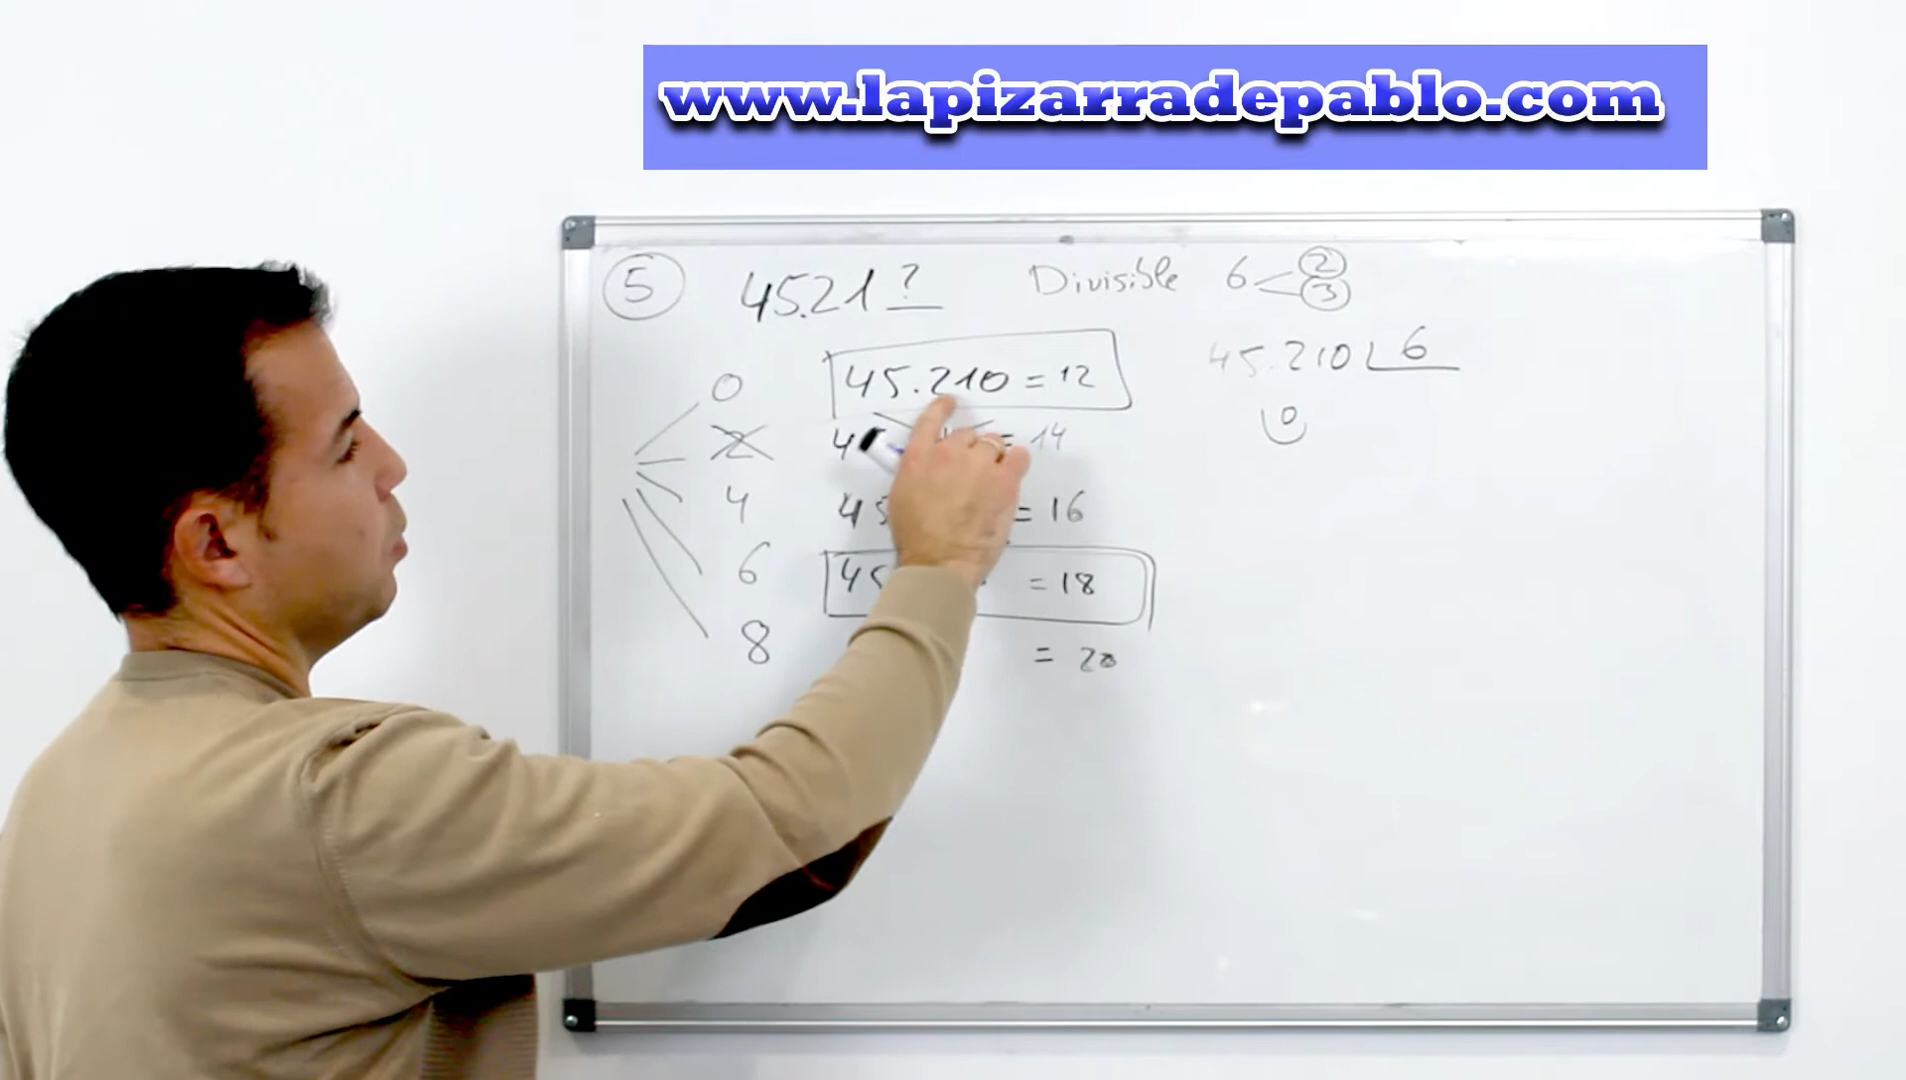 www.lapizarradepablo.com
5 45.21? Divisible 6 2
3
0 45.210 = 12 45.210 6
0
2 = 14
4 45 = 16
6 45 = 18
8 = 20